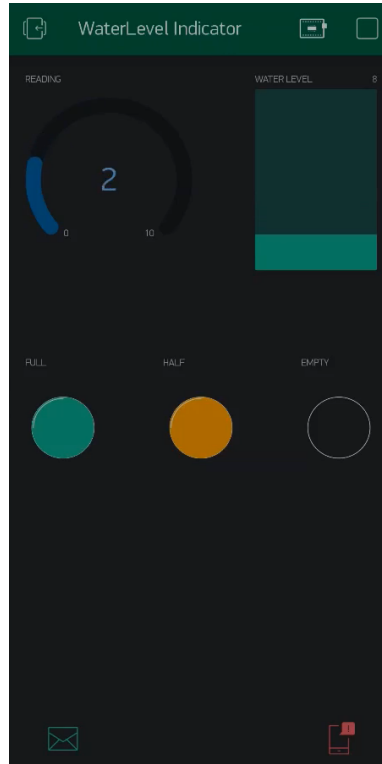 WaterLevel Indicator
READING
WATER LEVEL 8
2
0 10
FULL HALF EMPTY